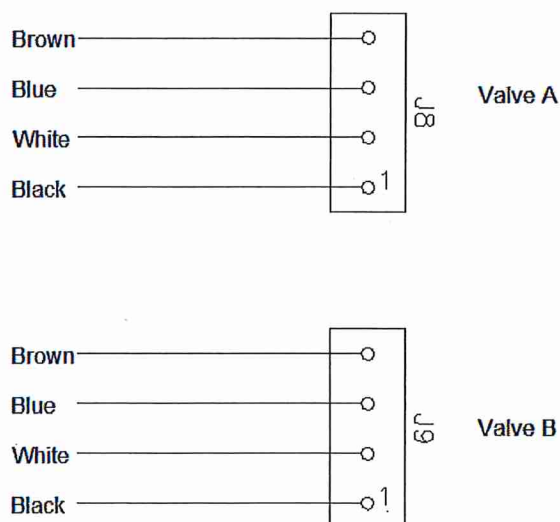 Brown
Blue
J8
Valve A
White
Black
1
Brown
Blue
J9
Valve B
White
Black
1